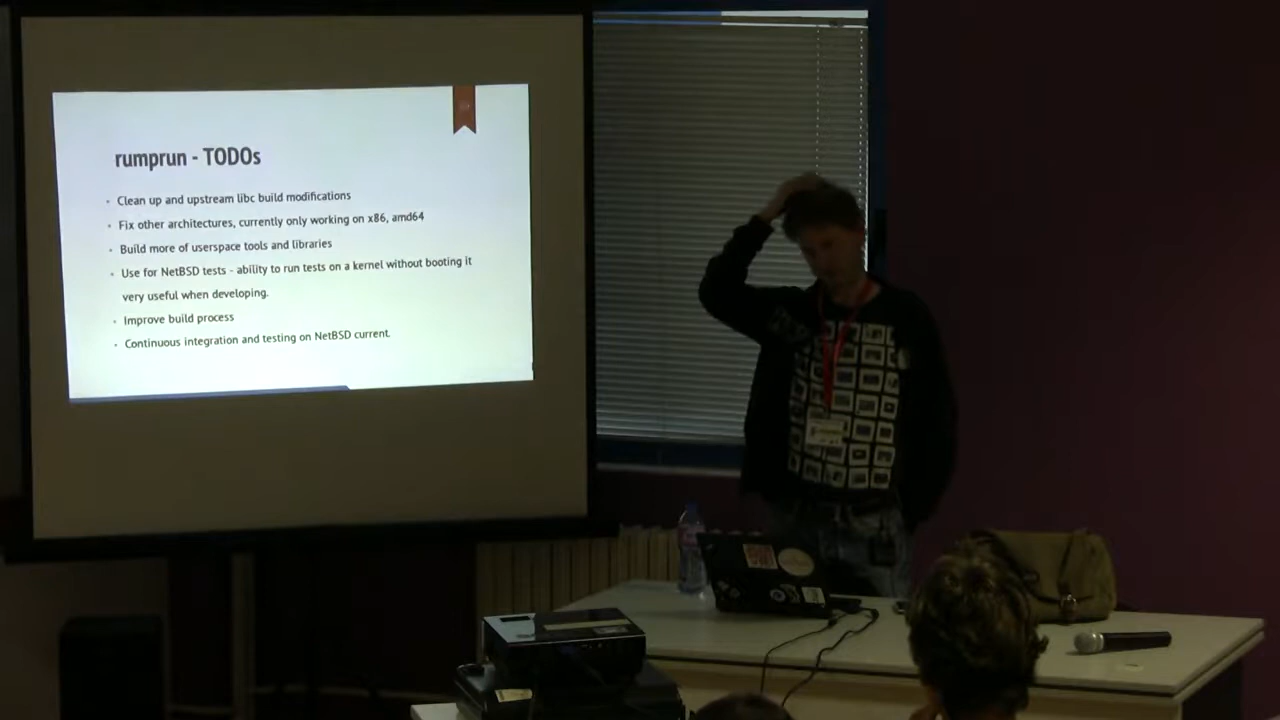 rumprun - TODOs
Clean up and upstream libc build modifications
Fix other architectures, currently only working on x86, amd64
Build more of userspace tools and libraries
Use for NetBSD tests - ability to run tests on a kernel without booting it
very useful when developing.
Improve build process
Continuous integration and testing on NetBSD current.